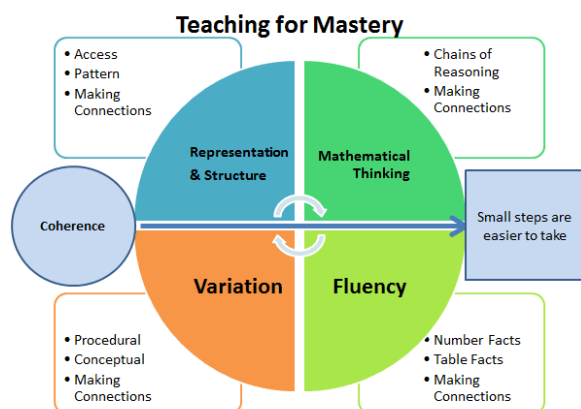 Teaching for Mastery
• Access
• Pattern
• Making
Connections
• Chains of
Reasoning
• Making
Connections
Representation
& Structure
Mathematical
Thinking
Coherence
Small steps are
easier to take
Variation
Fluency
• Procedural
• Conceptual
• Making
Connections
• Number Facts
• Table Facts
• Making
Connections